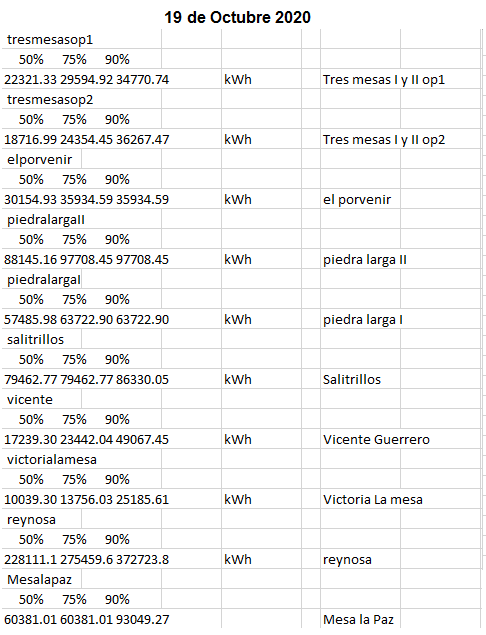 19 de Octubre 2020
tresmesasop1
50% 75% 90%
22321.33 29594.92 34770.74 kWh Tres mesas I y II op1
tresmesasop2
50% 75% 90%
18716.99 24354.45 36267.47 kWh Tres mesas I y II op2
elporvenir
50% 75% 90%
30154.93 35934.59 35934.59 kWh el porvenir
piedralargaII
50% 75% 90%
88145.16 97708.45 97708.45 kWh piedra larga II
piedralargaI
50% 75% 90%
57485.98 63722.90 63722.90 kWh piedra larga I
salitrillos
50% 75% 90%
79462.77 79462.77 86330.05 kWh Salitrillos
vicente
50% 75% 90%
17239.30 23442.04 49067.45 kWh Vicente Guerrero
victorialamesa
50% 75% 90%
10039.30 13756.03 25185.61 kWh Victoria La mesa
reynosa
50% 75% 90%
228111.1 275459.6 372723.8 kWh reynosa
Mesalapaz
50% 75% 90%
60381.01 60381.01 93049.27 Mesa la Paz